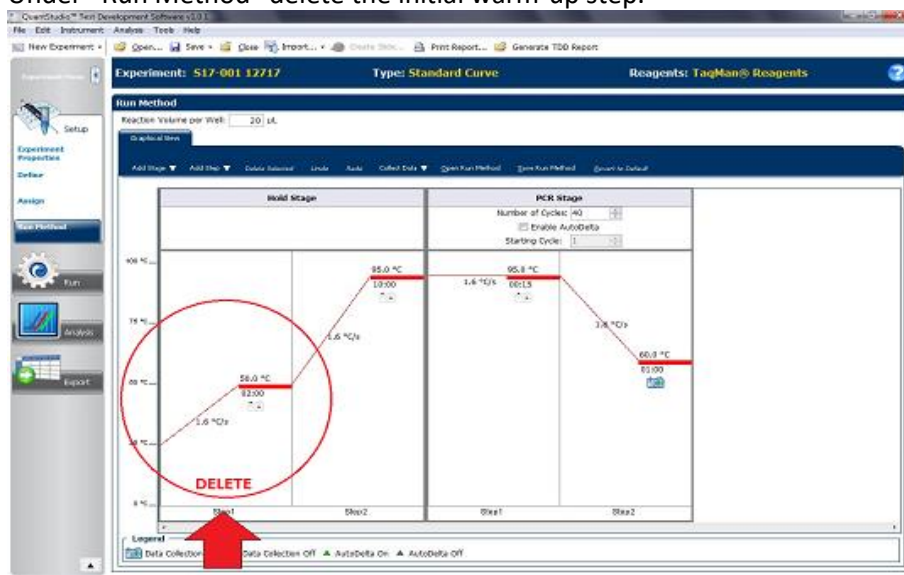 Under "Run Method" delete the initial warm-up step.
QuantStudio™ Test Development Software v1.0.1
File Edit Instrument Analysis Tools Help
New Experiment Open... Save Close Import... Print Report... Generate TDD Report
Experiment: S17-001 12717 Type: Standard Curve Reagents: TaqMan® Reagents
Run Method
Reaction Volume per Well: 20 µL
Graphical View
Add Stage ▼ Add Step ▼ Delete Selected Undo Redo Collect Data ▼ Open Run Method Save Run Method Revert to Default
Setup
Experiment Properties
Define
Assign
Run Method
Run
Analysis
Export
Hold Stage PCR Stage
Number of Cycles: 40
Enable AutoDelta
Starting Cycle: 1
100 °C
75 °C
50 °C
25 °C
0 °C
1.6 °C/s
50.0 °C
02:00
1.6 °C/s
95.0 °C
10:00
1.6 °C/s
95.0 °C
00:15
1.6 °C/s
60.0 °C
01:00
DELETE
Step1 Step2 Step1 Step2
Legend
Data Collection Data Collection Off ▲ AutoDelta On ▲ AutoDelta Off